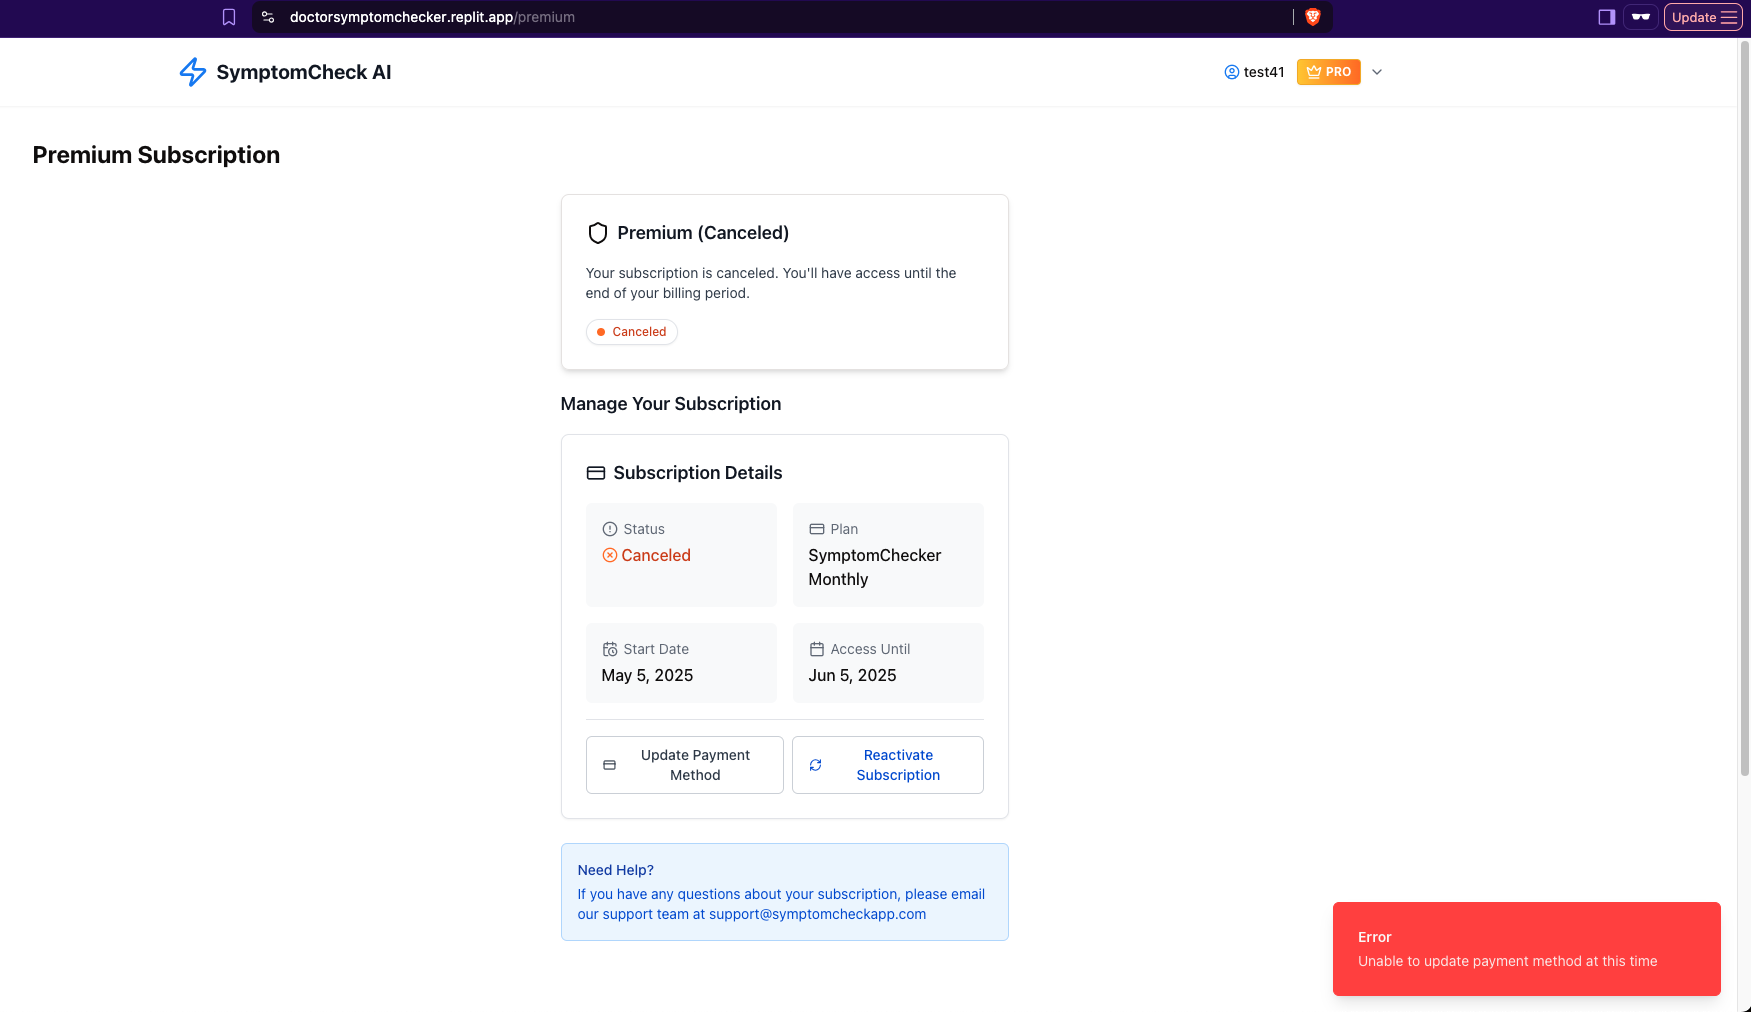 doctorsymptomchecker.replit.app/premium
Update
SymptomCheck AI
test41
PRO
Premium Subscription
Premium (Canceled)
Your subscription is canceled. You'll have access until the
end of your billing period.
Canceled
Manage Your Subscription
Subscription Details
Status
Canceled
Plan
SymptomChecker
Monthly
Start Date
May 5, 2025
Access Until
Jun 5, 2025
Update Payment
Method
Reactivate
Subscription
Need Help?
If you have any questions about your subscription, please email
our support team at support@symptomcheckapp.com
Error
Unable to update payment method at this time